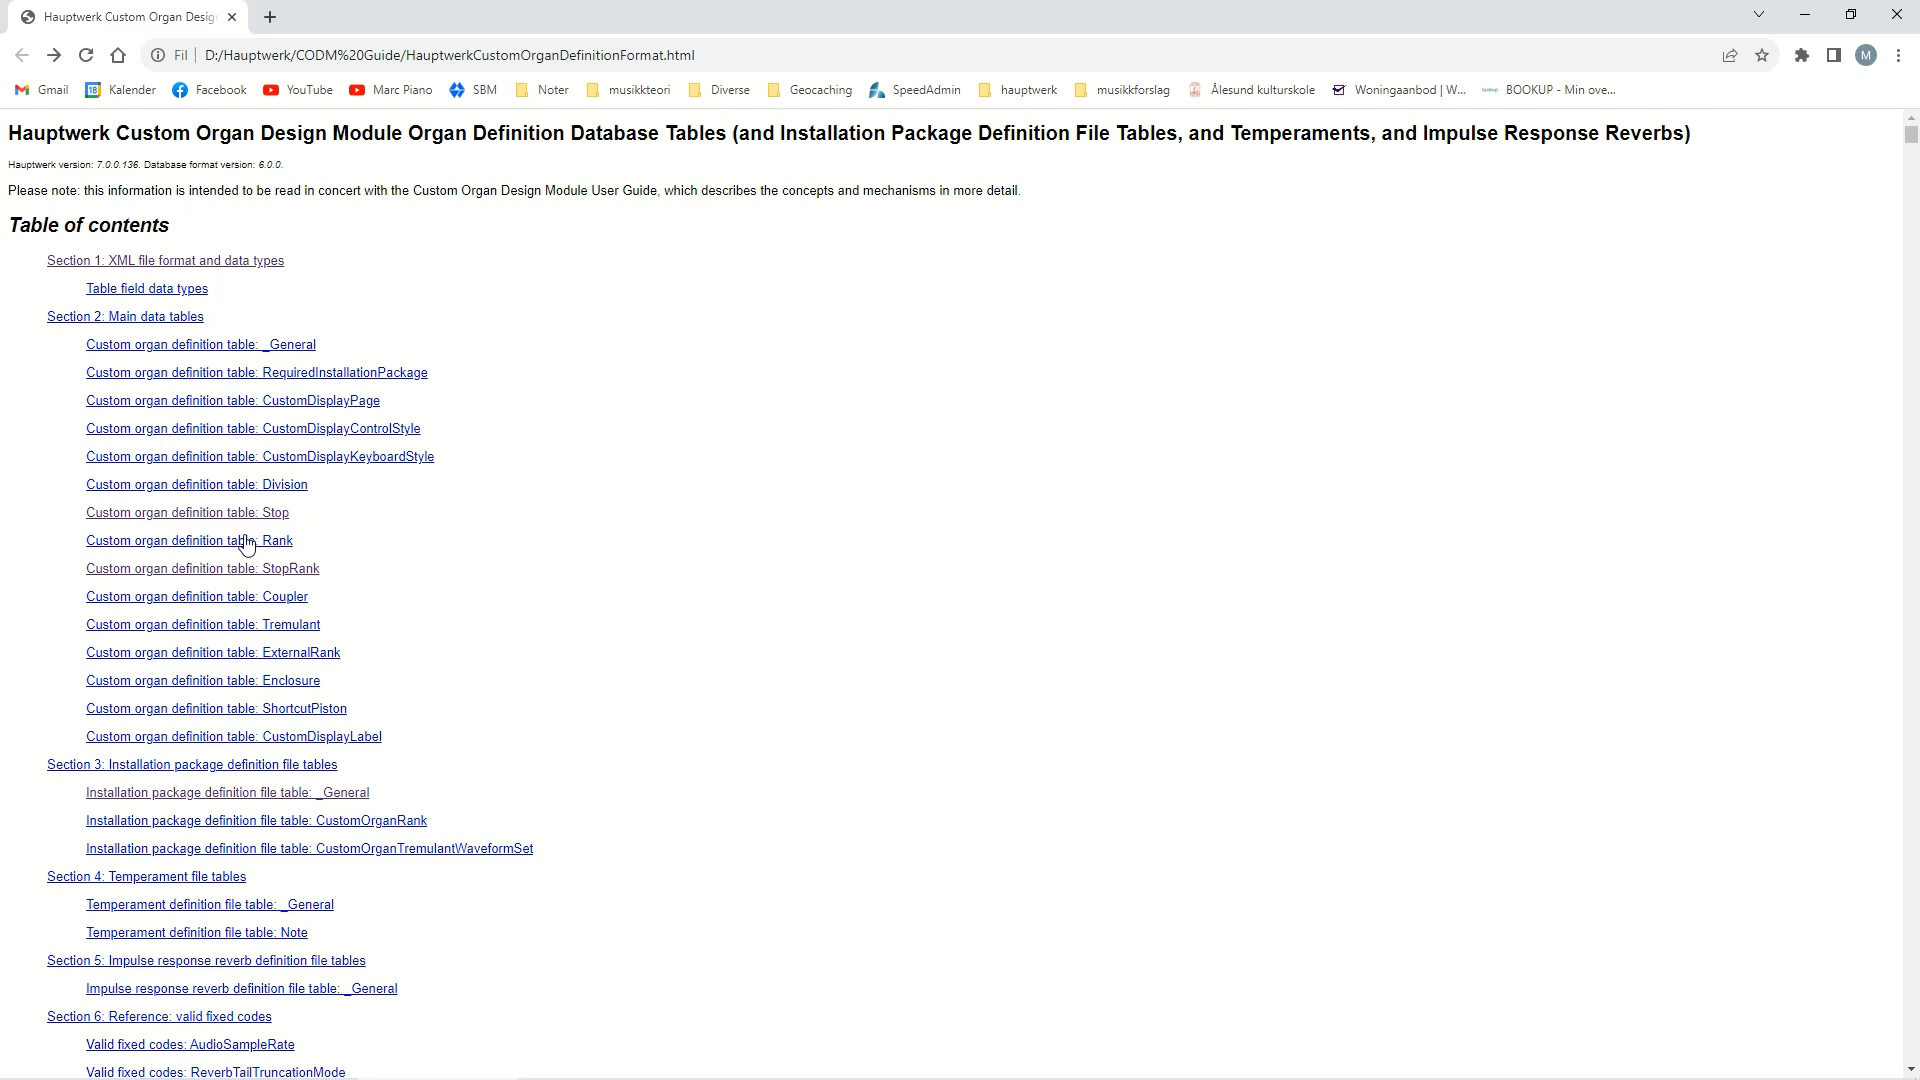 Hauptwerk Custom Organ Desig
Fil D:/Hauptwerk/CODM%20Guide/HauptwerkCustomOrganDefinitionFormat.html M
Gmail Kalender Facebook YouTube Marc Piano SBM Noter musikkteori Diverse Geocaching SpeedAdmin hauptwerk musikkforslag Ålesund kulturskole Woningaanbod | W... BOOKUP - Min ove...
Hauptwerk Custom Organ Design Module Organ Definition Database Tables (and Installation Package Definition File Tables, and Temperaments, and Impulse Response Reverbs)
Hauptwerk version: 7.0.0.136. Database format version: 6.0.0.
Please note: this information is intended to be read in concert with the Custom Organ Design Module User Guide, which describes the concepts and mechanisms in more detail.
Table of contents
Section 1: XML file format and data types
Table field data types
Section 2: Main data tables
Custom organ definition table: _General
Custom organ definition table: RequiredInstallationPackage
Custom organ definition table: CustomDisplayPage
Custom organ definition table: CustomDisplayControlStyle
Custom organ definition table: CustomDisplayKeyboardStyle
Custom organ definition table: Division
Custom organ definition table: Stop
Custom organ definition table: Rank
Custom organ definition table: StopRank
Custom organ definition table: Coupler
Custom organ definition table: Tremulant
Custom organ definition table: ExternalRank
Custom organ definition table: Enclosure
Custom organ definition table: ShortcutPiston
Custom organ definition table: CustomDisplayLabel
Section 3: Installation package definition file tables
Installation package definition file table: _General
Installation package definition file table: CustomOrganRank
Installation package definition file table: CustomOrganTremulantWaveformSet
Section 4: Temperament file tables
Temperament definition file table: _General
Temperament definition file table: Note
Section 5: Impulse response reverb definition file tables
Impulse response reverb definition file table: _General
Section 6: Reference: valid fixed codes
Valid fixed codes: AudioSampleRate
Valid fixed codes: ReverbTailTruncationMode